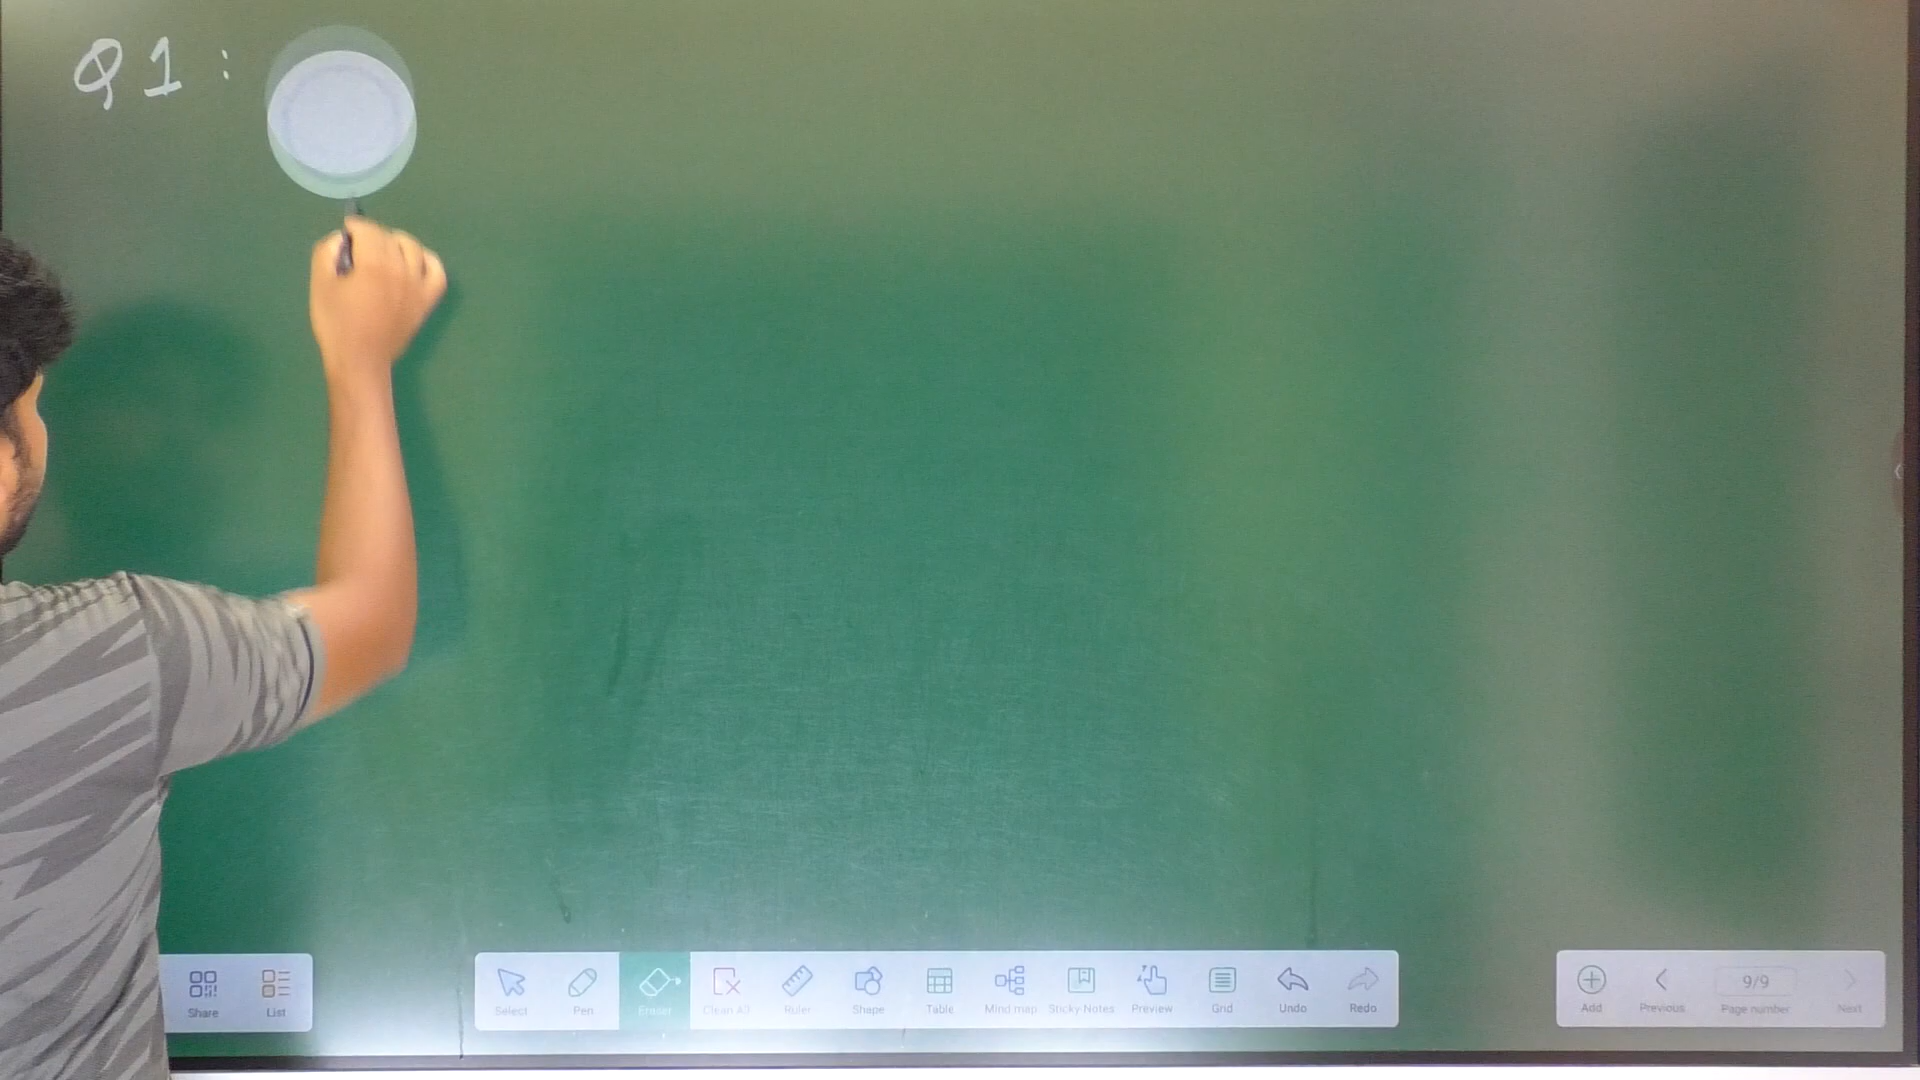 Q1 :
Share List Select Pen Eraser Clean All Ruler Shape Table Mind map Sticky Notes Preview Grid Undo Redo Add Previous 9/9 Page number Next